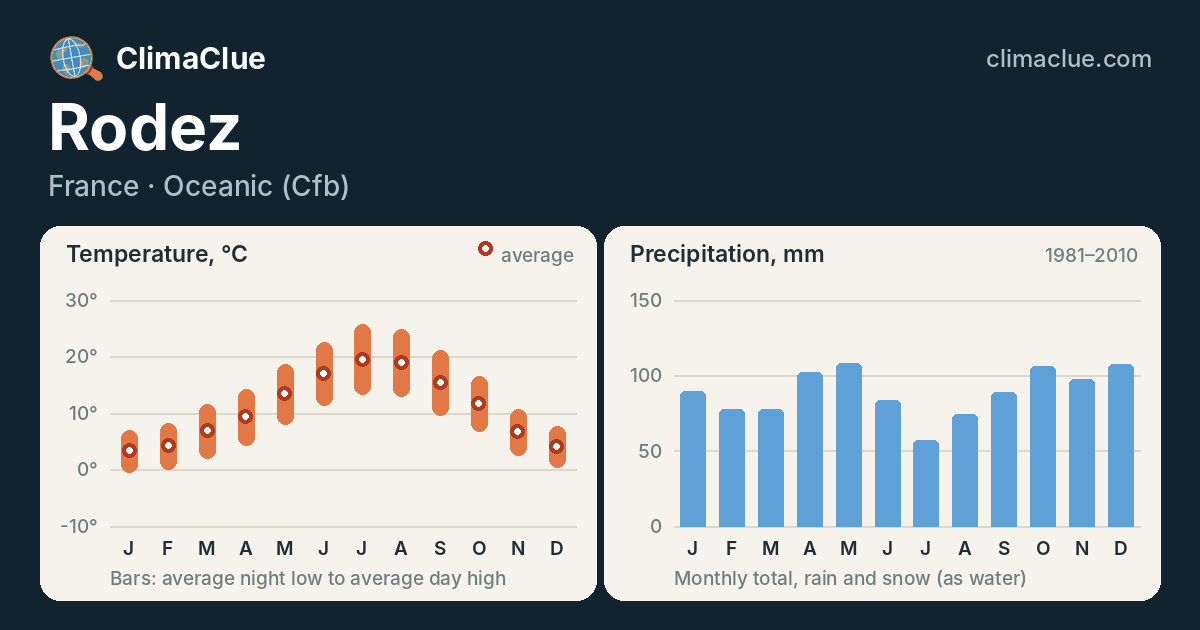 ClimaClue
climaclue.com
Rodez
France · Oceanic (Cfb)
Temperature, °C
average
30°
20°
10°
0°
-10°
J F M A M J J A S O N D
Bars: average night low to average day high
Precipitation, mm
1981–2010
150
100
50
0
J F M A M J J A S O N D
Monthly total, rain and snow (as water)